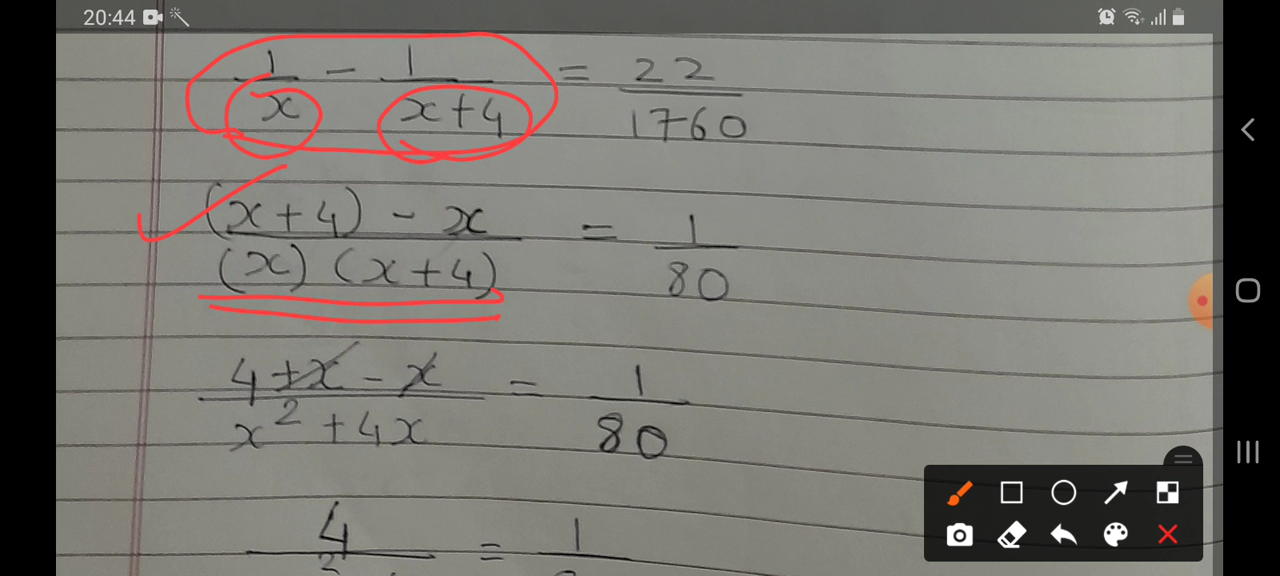 20:44
1/x - 1/(x+4) = 22/1760
((x+4) - x)/((x) (x+4)) = 1/80
(4+x-x)/(x²+4x) = 1/80
4 = 1